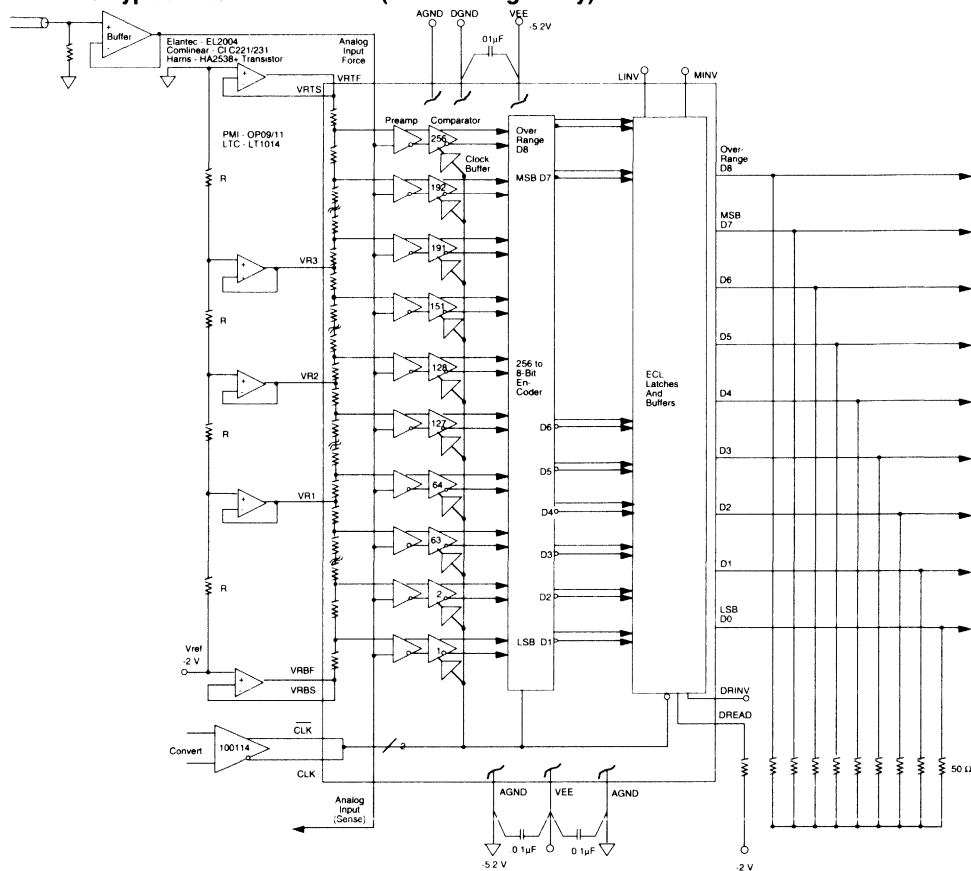 Buffer
Elantec - EL2004
Comlinear - CLC221/231
Harris - HA2538+ Transistor
Analog
Input
Force
AGND
DGND
VEE
-5.2V
.01µF
LINV
MINV
VRTF
VRTS
PMI - OP09/11
LTC - LT1014
Preamp
Comparator
256
Clock
Buffer
Over
Range
D8
MSB D7
Over-
Range
D8
R
192
MSB
D7
191
VR3
D6
151
R
D5
128
256 to
8-Bit
En-
Coder
ECL
Latches
And
Buffers
VR2
D4
127
D6
R
D3
64
D5
VR1
D4
D2
63
D3
D1
R
2
D2
LSB
D0
1
LSB D1
Vref
-2 V
VRBF
VRBS
DRINV
DREAD
CLK
Convert
100114
2
CLK
50 Ω
AGND
VEE
AGND
Analog
Input
(Sense)
0 1µF
0 1µF
-5.2 V
-2 V